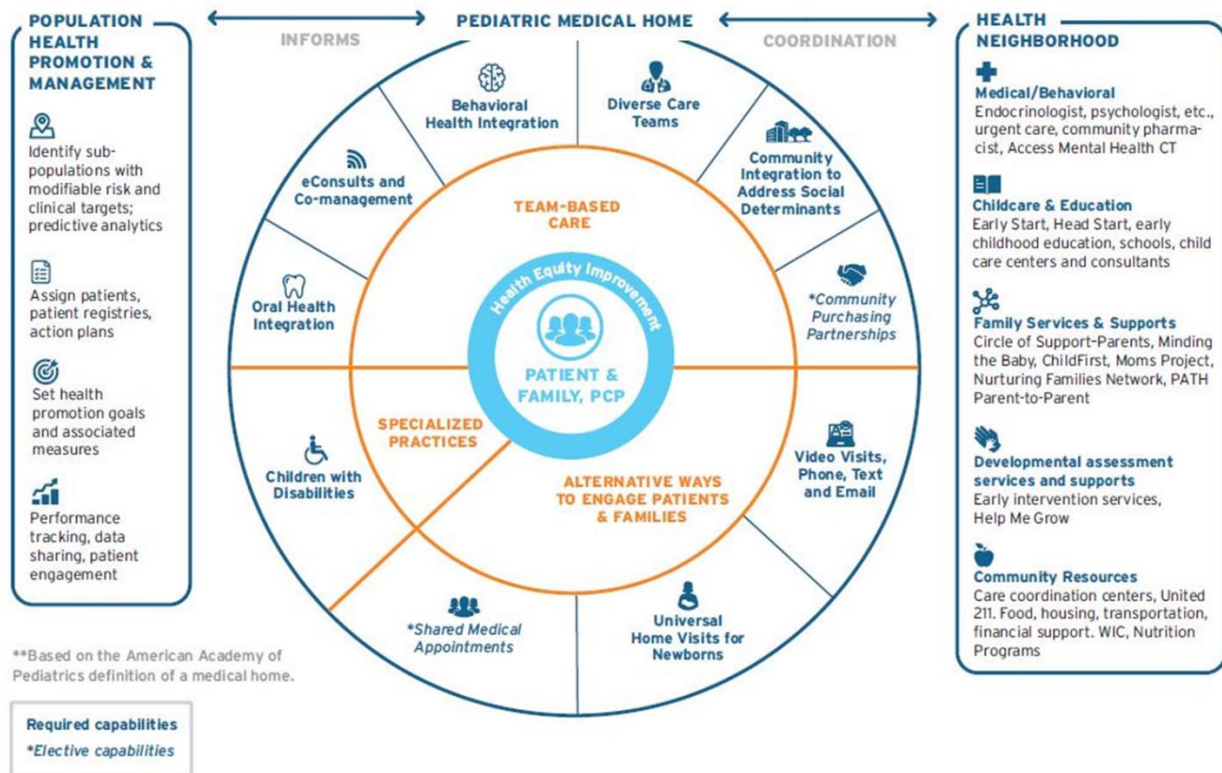 POPULATION
HEALTH
PROMOTION &
MANAGEMENT
Identify sub-
populations with
modifiable risk and
clinical targets;
predictive analytics
Assign patients,
patient registries,
action plans
Set health
promotion goals
and associated
measures
Performance
tracking, data
sharing, patient
engagement
INFORMS
PEDIATRIC MEDICAL HOME
COORDINATION
Behavioral
Health Integration
Diverse Care
Teams
eConsults and
Co-management
Community
Integration to
Address Social
Determinants
Oral Health
Integration
*Community
Purchasing
Partnerships
TEAM-BASED
CARE
Health Equity Improvement
PATIENT &
FAMILY, PCP
SPECIALIZED
PRACTICES
Children with
Disabilities
ALTERNATIVE WAYS
TO ENGAGE PATIENTS
& FAMILIES
Video Visits,
Phone, Text
and Email
*Shared Medical
Appointments
Universal
Home Visits for
Newborns
HEALTH
NEIGHBORHOOD
Medical/Behavioral
Endocrinologist, psychologist, etc.,
urgent care, community pharma-
cist, Access Mental Health CT
Childcare & Education
Early Start, Head Start, early
childhood education, schools, child
care centers and consultants
Family Services & Supports
Circle of Support-Parents, Minding
the Baby, ChildFirst, Moms Project,
Nurturing Families Network, PATH
Parent-to-Parent
Developmental assessment
services and supports
Early intervention services,
Help Me Grow
Community Resources
Care coordination centers, United
211. Food, housing, transportation,
financial support. WIC, Nutrition
Programs
**Based on the American Academy of
Pediatrics definition of a medical home.
Required capabilities
*Elective capabilities